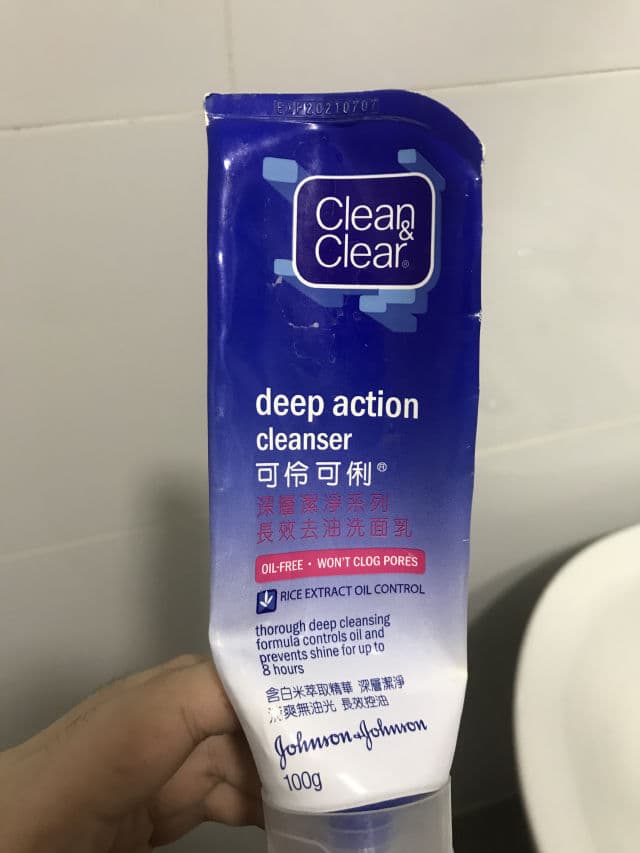 EXP20210707
Clean
&
Clear®
deep action
cleanser
可伶可俐®
深層潔淨系列
長效去油洗面乳
OIL-FREE • WON'T CLOG PORES
RICE EXTRACT OIL CONTROL
thorough deep cleansing
formula controls oil and
prevents shine for up to
8 hours
含白米萃取精華 深層潔淨
爽無油光 長效控油
Johnson & Johnson
100g